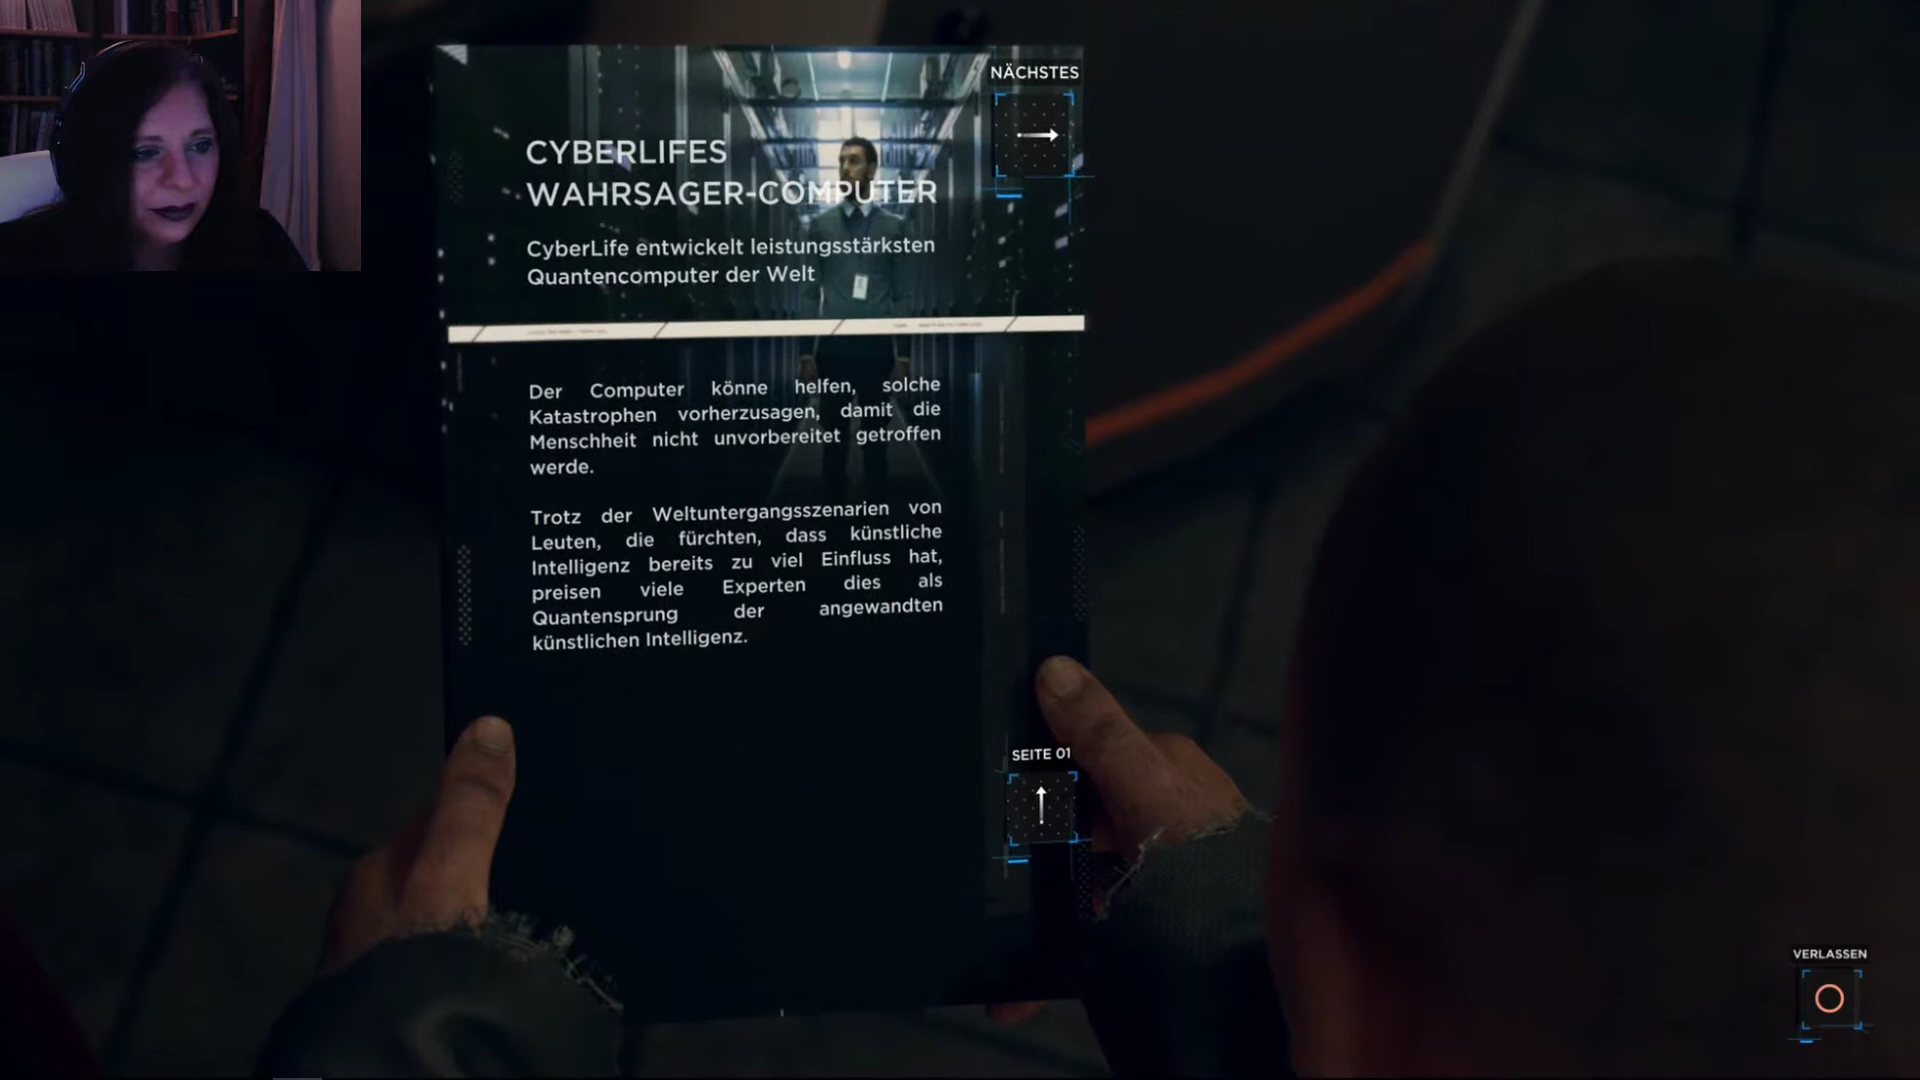 NÄCHSTES
CYBERLIFES
WAHRSAGER-COMPUTER
CyberLife entwickelt leistungsstärksten
Quantencomputer der Welt
Der Computer könne helfen, solche
Katastrophen vorherzusagen, damit die
Menschheit nicht unvorbereitet getroffen
werde.
Trotz der Weltuntergangsszenarien von
Leuten, die fürchten, dass künstliche
Intelligenz bereits zu viel Einfluss hat,
preisen viele Experten dies als
Quantensprung der angewandten
künstlichen Intelligenz.
SEITE 01
VERLASSEN